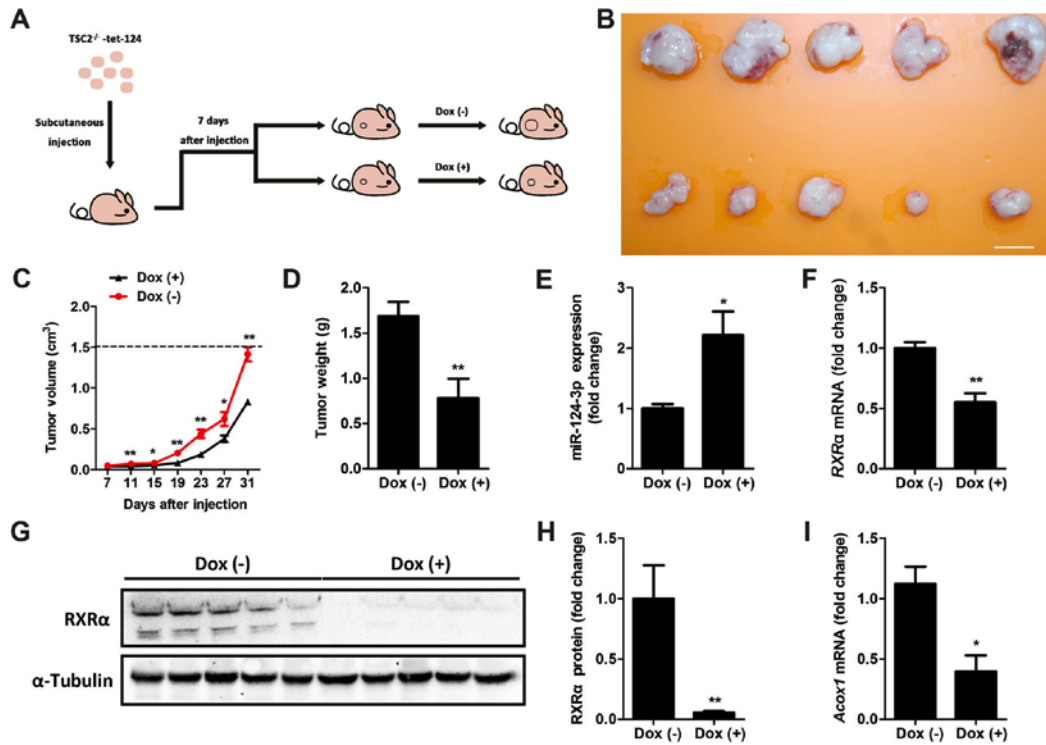 A
TSC2-/- -tet-124
Subcutaneous
injection
7 days
after injection
Dox (-)
Dox (+)
B
C
Dox (+)
Dox (-)
Tumor volume (cm3)
2.0
1.5
1.0
0.5
0.0
**
*
**
**
*
**
7 11 15 19 23 27 31
Days after injection
D
Tumor weight (g)
2.0
1.5
1.0
0.5
0.0
**
Dox (-) Dox (+)
E
miR-124-3p expression
(fold change)
3
2
1
0
*
Dox (-) Dox (+)
F
RXRα mRNA (fold change)
1.5
1.0
0.5
0.0
**
Dox (-) Dox (+)
G
Dox (-) Dox (+)
RXRα
α-Tubulin
H
RXRα protein (fold change)
1.5
1.0
0.5
0.0
**
Dox (-) Dox (+)
I
Acox1 mRNA (fold change)
1.5
1.0
0.5
0.0
*
Dox (-) Dox (+)